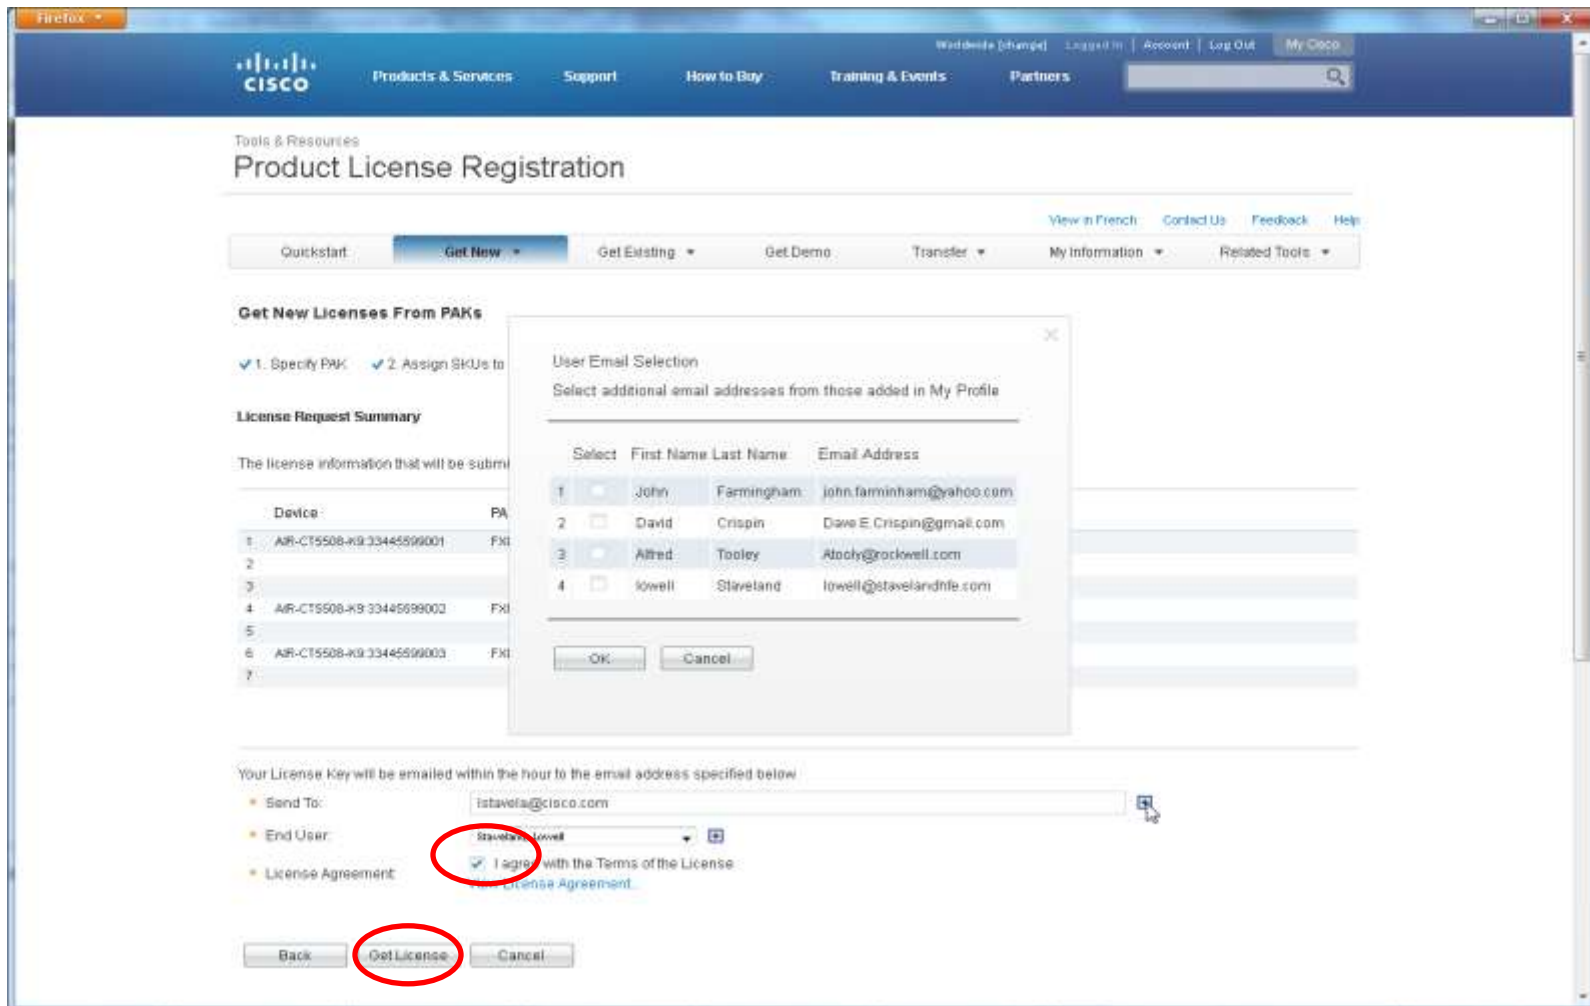 Firefox
Worldwide [change] Logged In | Account | Log Out My Cisco
CISCO
Products & Services Support How to Buy Training & Events Partners
Tools & Resources
Product License Registration
View in French Contact Us Feedback Help
Quickstart Get New Get Existing Get Demo Transfer My Information Related Tools
Get New Licenses From PAKs
1. Specify PAK 2. Assign SKUs to
License Request Summary
The license information that will be submi
Device PA
1 AIR-CT5508-K9:33445599001 FXI
2
3
4 AIR-CT5508-K9:33445599002 FXI
5
6 AIR-CT5508-K9:33445599003 FXI
7
User Email Selection
Select additional email addresses from those added in My Profile
Select First Name Last Name Email Address
1 John Farmingham john.farminham@yahoo.com
2 David Crispin Dave.E.Crispin@gmail.com
3 Alfred Tooley Atooly@rockwell.com
4 lowell Staveland lowell@stavelandhfe.com
OK Cancel
Your License Key will be emailed within the hour to the email address specified below
Send To: lstavela@cisco.com
End User: Staveland, Lowell
License Agreement: I agree with the Terms of the License
View License Agreement.
Back Get License Cancel